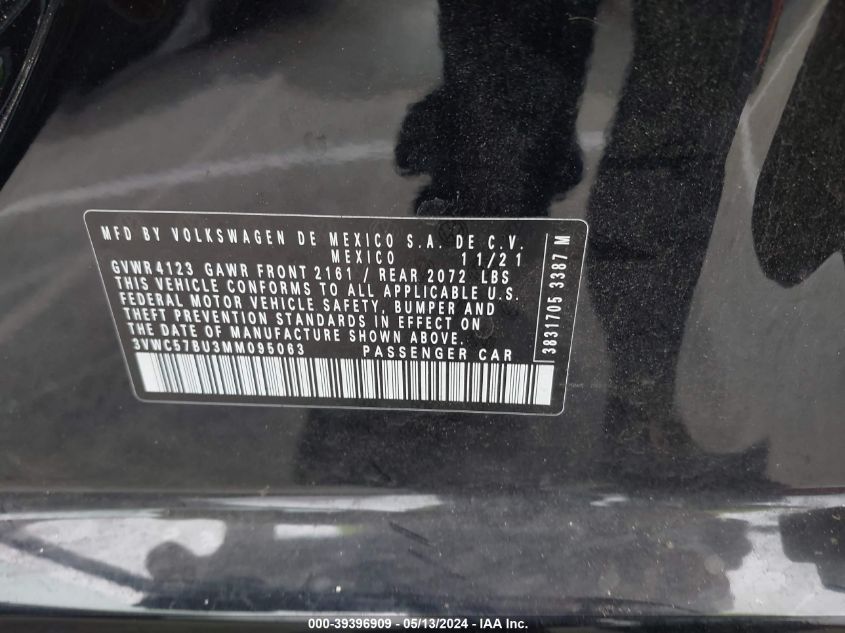 MFD BY VOLKSWAGEN DE MEXICO S.A. DE C.V.
MEXICO 11/21
GVWR 4123 GAWR FRONT 2161 / REAR 2072 LBS
THIS VEHICLE CONFORMS TO ALL APPLICABLE U.S.
FEDERAL MOTOR VEHICLE SAFETY, BUMPER AND
THEFT PREVENTION STANDARDS IN EFFECT ON
THE DATE OF MANUFACTURE SHOWN ABOVE.
3VWC57BU3MM095063 PASSENGER CAR
3831705 3387 M
000-39396909 - 05/13/2024 - IAA Inc.